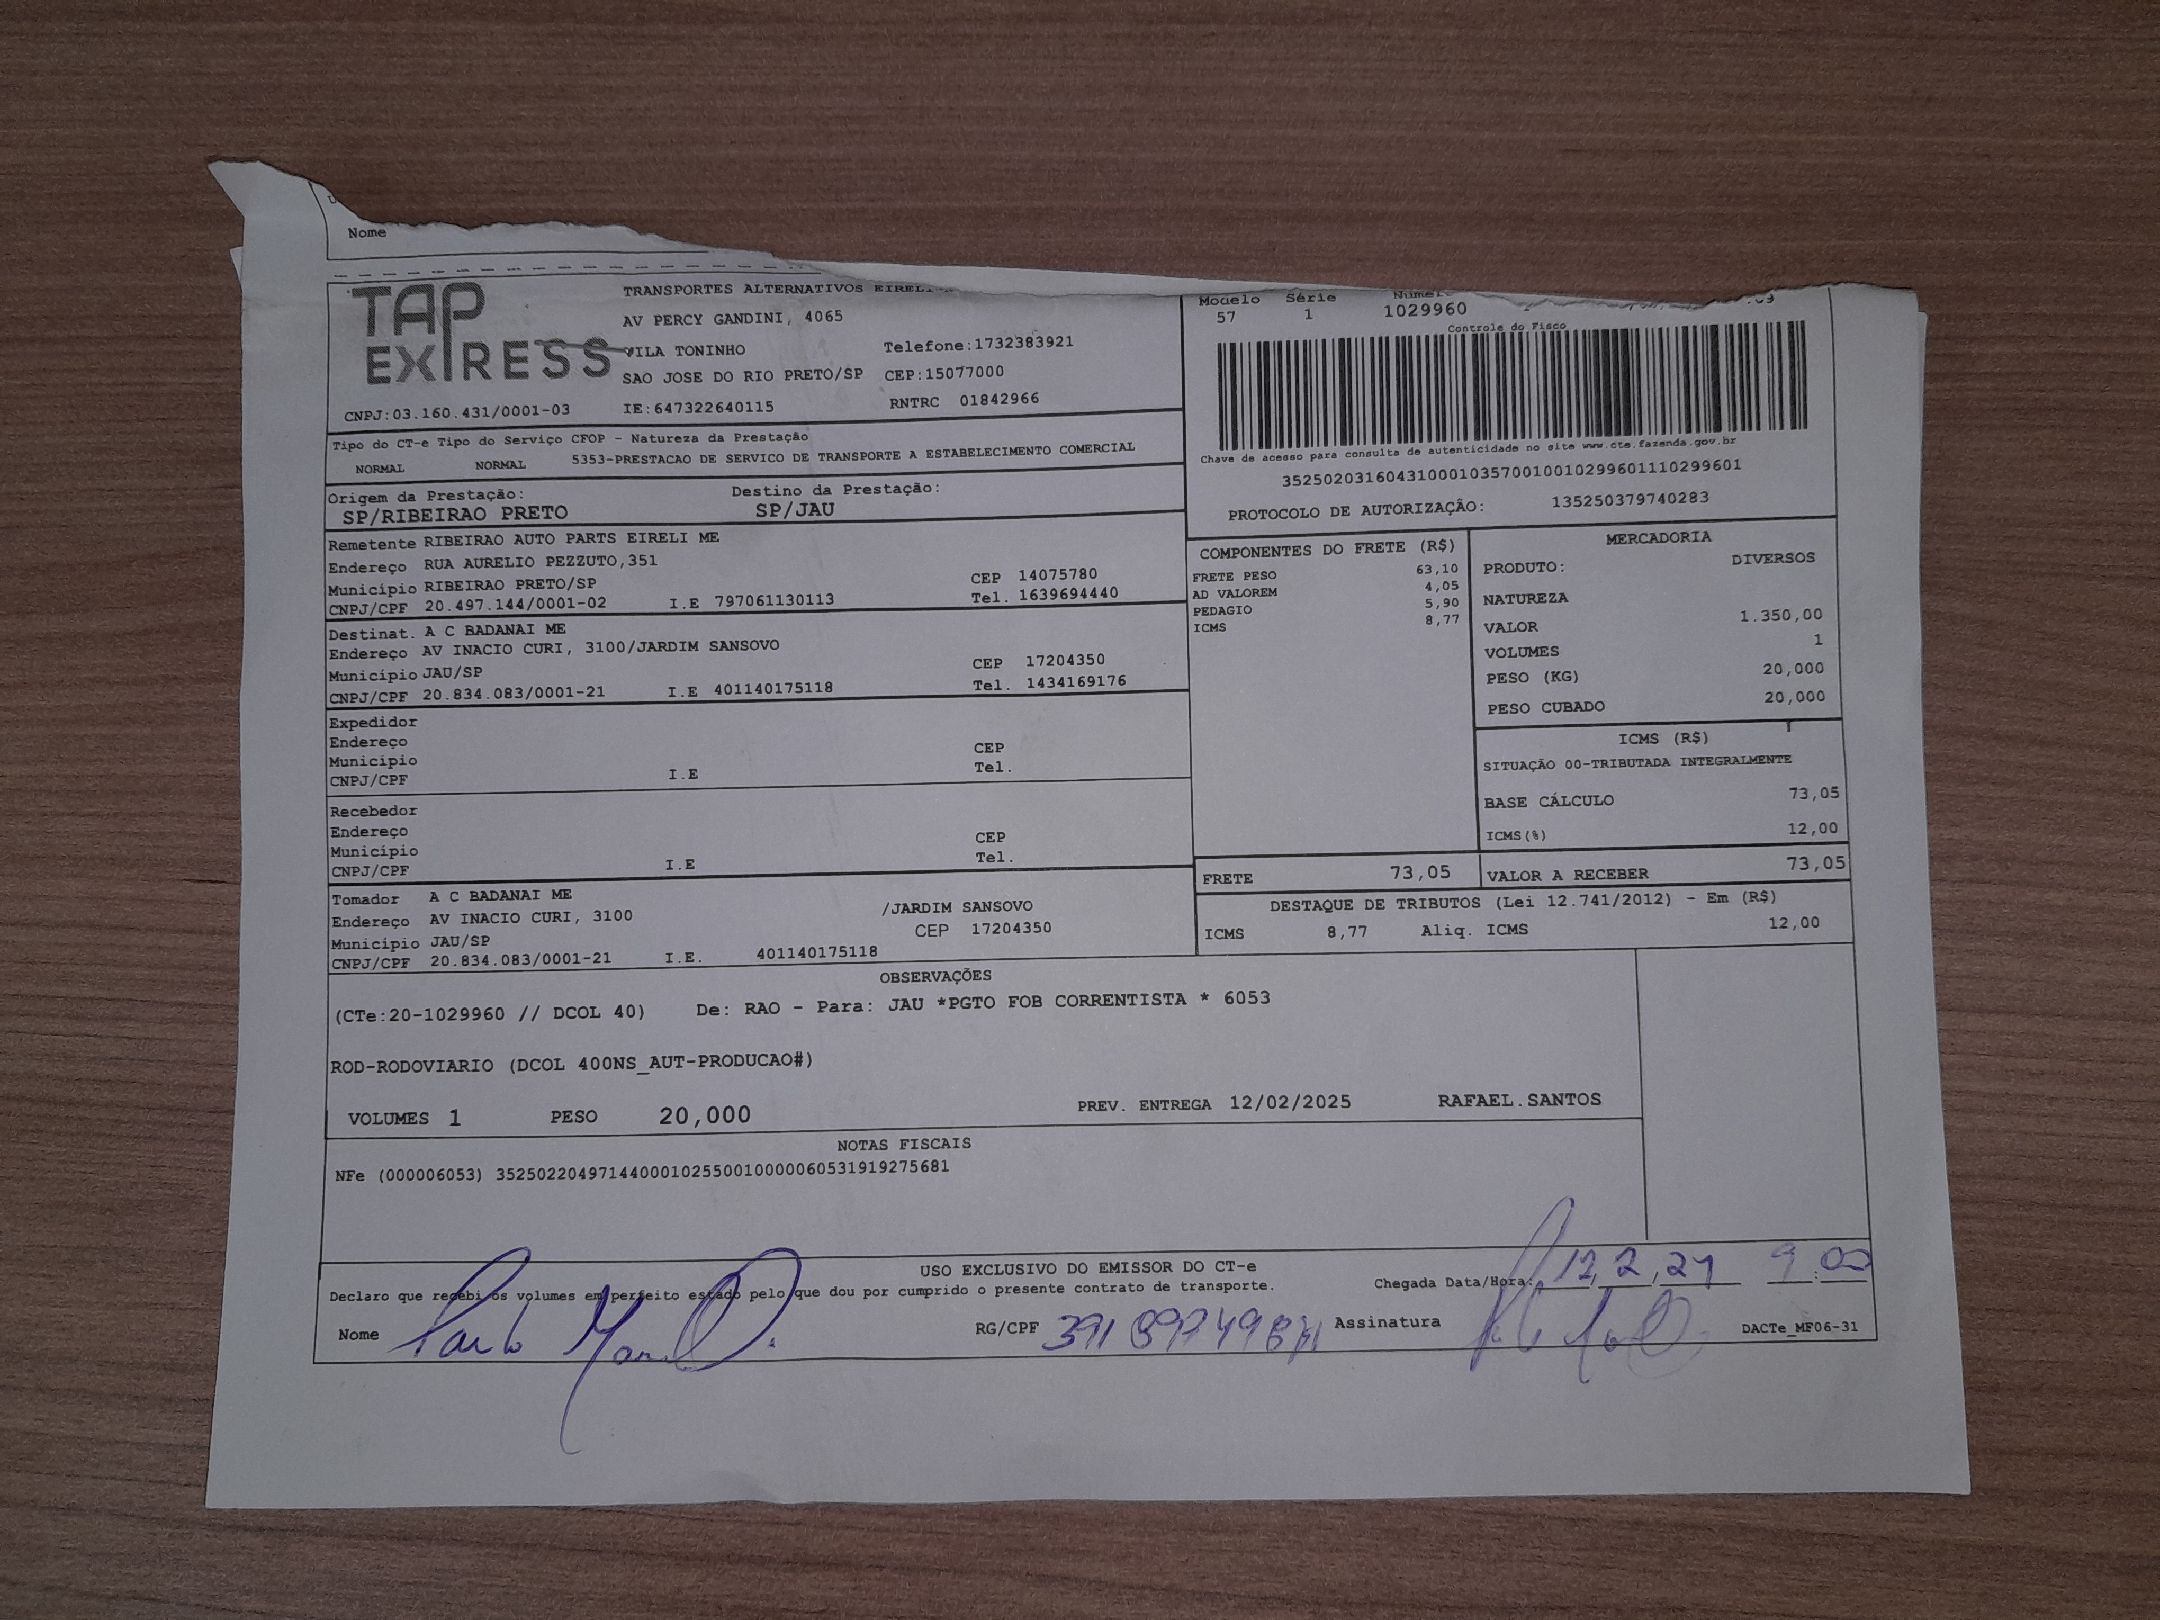 Nome
TAP EXPRESS
TRANSPORTES ALTERNATIVOS
AV PERCY GANDINI, 4065
VILA TONINHO Telefone:1732383921
SAO JOSE DO RIO PRETO/SP CEP:15077000
CNPJ:03.160.431/0001-03 IE:647322640115 RNTRC 01842966
Modelo Série
57 1 1029960
Controle do Fisco
Chave de acesso para consulta de autenticidade no site www.cte.fazenda.gov.br
35250203160431000103570010010299601110299601
PROTOCOLO DE AUTORIZAÇÃO: 135250379740283
Tipo do CT-e Tipo do Serviço CFOP - Natureza da Prestação
NORMAL NORMAL 5353-PRESTACAO DE SERVICO DE TRANSPORTE A ESTABELECIMENTO COMERCIAL
Origem da Prestação: Destino da Prestação:
SP/RIBEIRAO PRETO SP/JAU
Remetente RIBEIRAO AUTO PARTS EIRELI ME
Endereço RUA AURELIO PEZZUTO,351
Município RIBEIRAO PRETO/SP CEP 14075780
CNPJ/CPF 20.497.144/0001-02 I.E 797061130113 Tel. 1639694440
Destinat. A C BADANAI ME
Endereço AV INACIO CURI, 3100/JARDIM SANSOVO
Município JAU/SP CEP 17204350
CNPJ/CPF 20.834.083/0001-21 I.E 401140175118 Tel. 1434169176
Expedidor
Endereço
Município CEP
CNPJ/CPF I.E Tel.
Recebedor
Endereço
Município CEP
CNPJ/CPF I.E Tel.
Tomador A C BADANAI ME
Endereço AV INACIO CURI, 3100 /JARDIM SANSOVO
Município JAU/SP CEP 17204350
CNPJ/CPF 20.834.083/0001-21 I.E. 401140175118
COMPONENTES DO FRETE (R$)
FRETE PESO 63,10
AD VALOREM 4,05
PEDAGIO 5,90
ICMS 8,77
MERCADORIA
PRODUTO: DIVERSOS
NATUREZA
VALOR 1.350,00
VOLUMES 1
PESO (KG) 20,000
PESO CUBADO 20,000
ICMS (R$)
SITUAÇÃO 00-TRIBUTADA INTEGRALMENTE
BASE CÁLCULO 73,05
ICMS(%) 12,00
FRETE 73,05 VALOR A RECEBER 73,05
DESTAQUE DE TRIBUTOS (Lei 12.741/2012) - Em (R$)
ICMS 8,77 Aliq. ICMS 12,00
OBSERVAÇÕES
(CTe:20-1029960 // DCOL 40) De: RAO - Para: JAU *PGTO FOB CORRENTISTA * 6053
ROD-RODOVIARIO (DCOL 400NS_AUT-PRODUCAO#)
VOLUMES 1 PESO 20,000 PREV. ENTREGA 12/02/2025 RAFAEL.SANTOS
NOTAS FISCAIS
NFe (000006053) 35250220497144000102550010000060531919275681
USO EXCLUSIVO DO EMISSOR DO CT-e
Declaro que recebi os volumes em perfeito estado pelo que dou por cumprido o presente contrato de transporte. Chegada Data/Hora: 12, 2, 9:00
Nome RG/CPF Assinatura DACTe_MF06-31